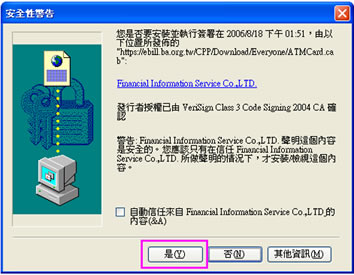 安全性警告
您是否要安裝並執行簽署在 2006/8/18 下午 01:51，由以
下位置所發佈的
"https://ebill.ba.org.tw/CPP/Download/Everyone/ATMCard.ca
b":
Financial Information Service Co.,LTD.
發行者授權已由 VeriSign Class 3 Code Signing 2004 CA 確
認
警告: Financial Information Service Co.,LTD. 聲明這個內容
是安全的。您應該只有在信任 Financial Information
Service Co.,LTD. 所做聲明的情況下，才安裝/檢視這個內
容。
自動信任來自 Financial Information Service Co.,LTD.的
內容(&A)
是(Y)
否(N)
其他資訊(M)